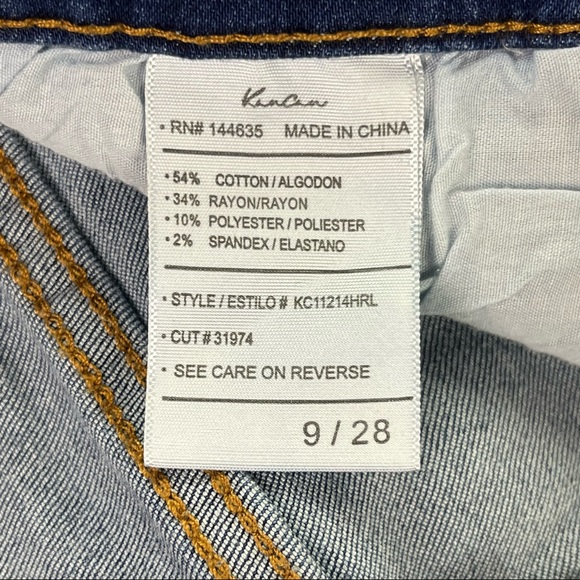 KanCan
• RN# 144635 MADE IN CHINA
• 54% COTTON / ALGODON
• 34% RAYON/RAYON
• 10% POLYESTER / POLIESTER
• 2% SPANDEX / ELASTANO
• STYLE / ESTILO # KC11214HRL
• CUT # 31974
• SEE CARE ON REVERSE
9 / 28